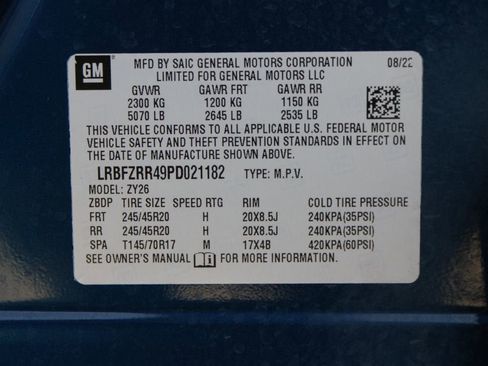 GM
MFD BY SAIC GENERAL MOTORS CORPORATION 08/22
LIMITED FOR GENERAL MOTORS LLC
GVWR GAWR FRT GAWR RR
2300 KG 1200 KG 1150 KG
5070 LB 2645 LB 2535 LB
THIS VEHICLE CONFORMS TO ALL APPLICABLE U.S. FEDERAL MOTOR
VEHICLE SAFETY AND THEFT PREVENTION STANDARDS IN EFFECT ON
THE DATE OF MANUFACTURE SHOWN ABOVE.
LRBFZRR49PD021182 TYPE: M.P.V.
MODEL: ZY26
ZBDP TIRE SIZE SPEED RTG RIM COLD TIRE PRESSURE
FRT 245/45R20 H 20X8.5J 240KPA(35PSI)
RR 245/45R20 H 20X8.5J 240KPA(35PSI)
SPA T145/70R17 M 17X4B 420KPA(60PSI)
SEE OWNER'S MANUAL FOR MORE INFORMATION.